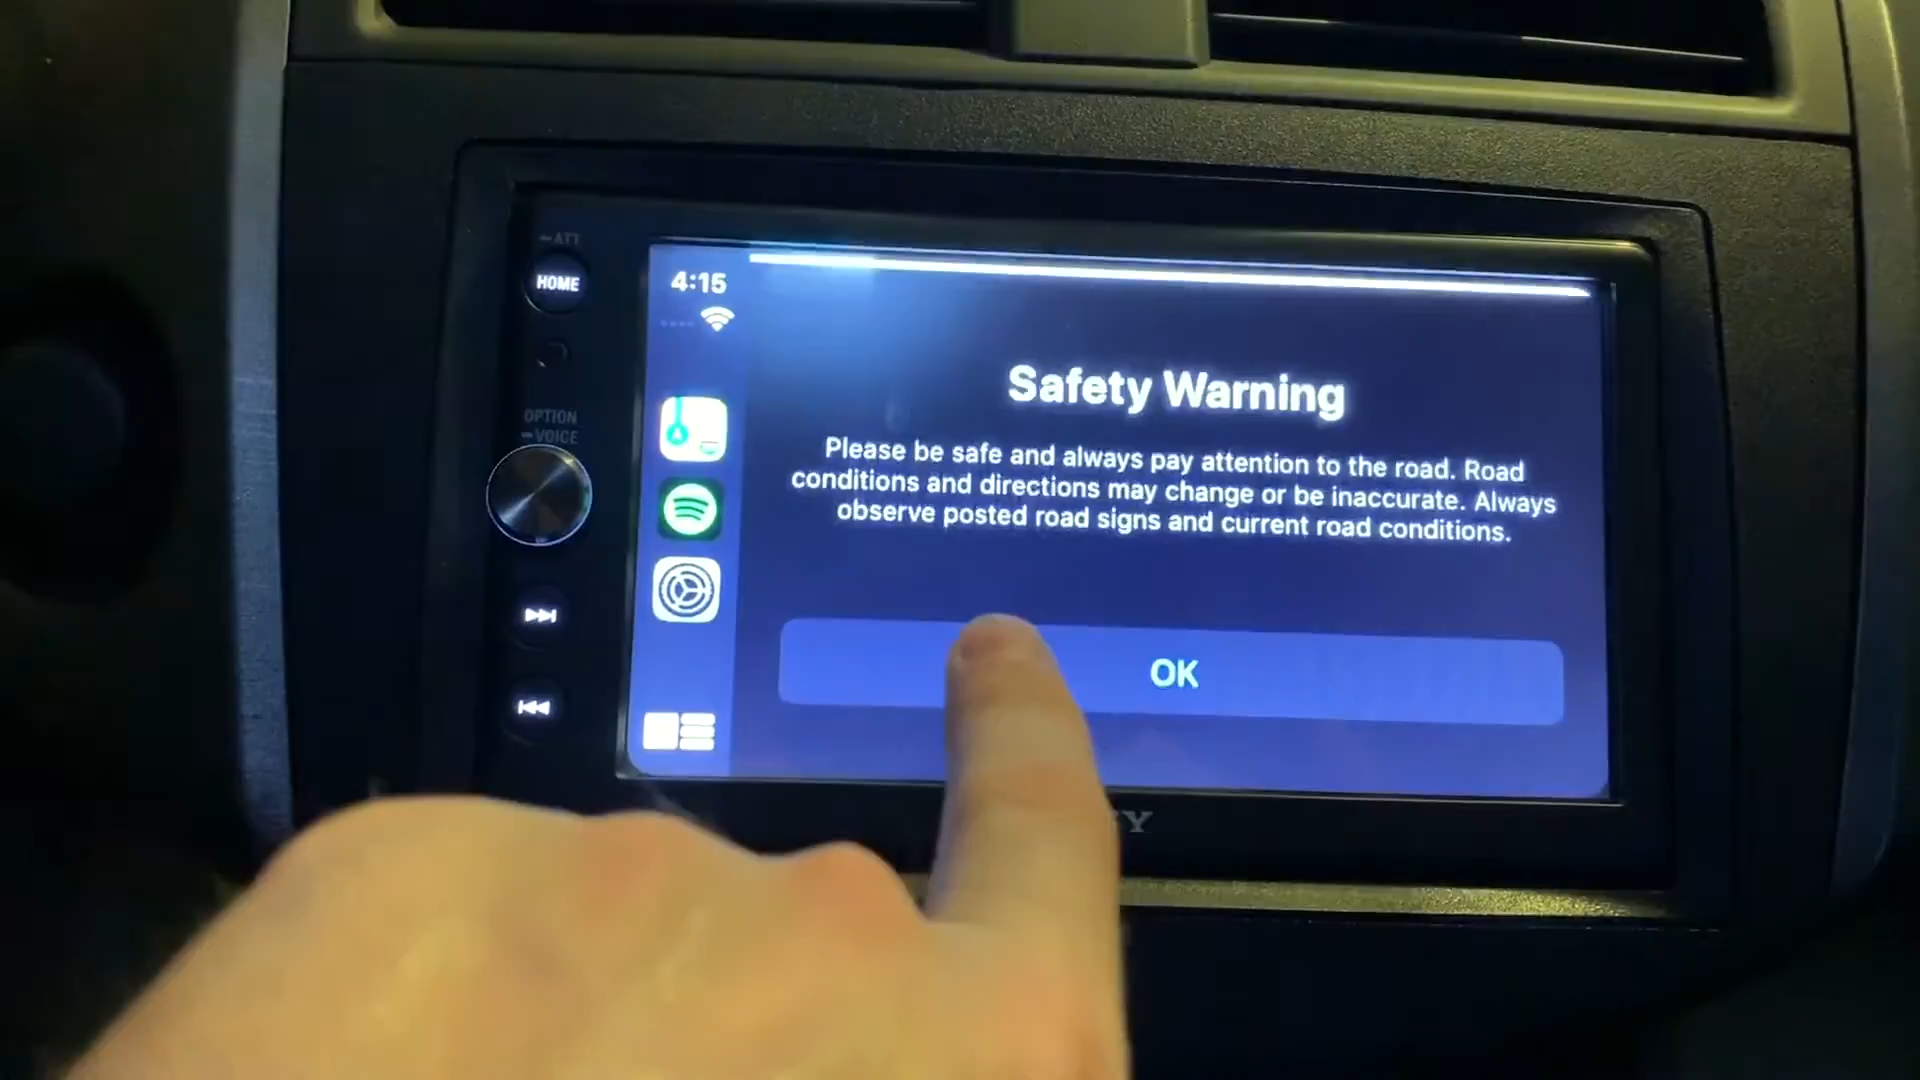 ATT
HOME
OPTION
VOICE
4:15
Safety Warning
Please be safe and always pay attention to the road. Road
conditions and directions may change or be inaccurate. Always
observe posted road signs and current road conditions.
OK